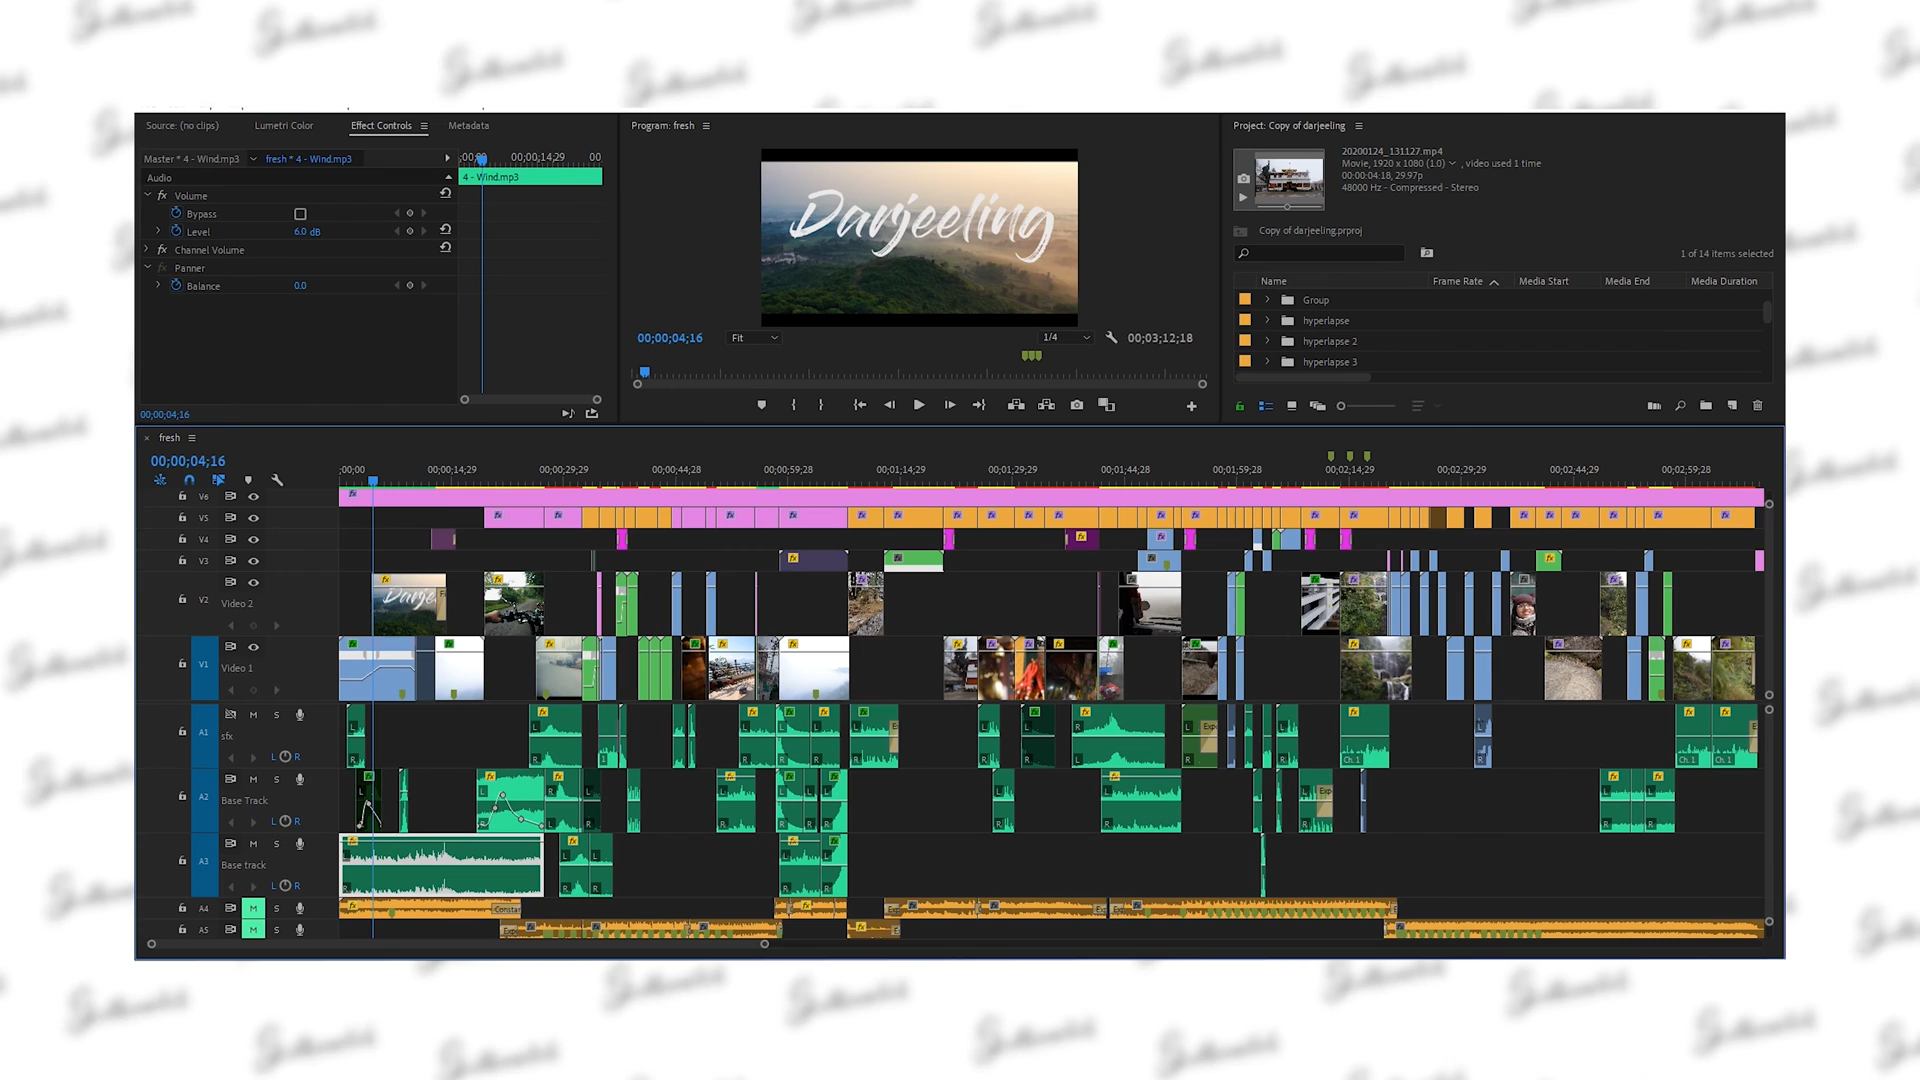 Source: (no clips)
Lumetri Color
Effect Controls
Metadata
Master * 4 - Wind.mp3
fresh * 4 - Wind.mp3
;00;00
00;00;14;29
00
Audio
4 - Wind.mp3
fx Volume
Bypass
Level
6.0 dB
fx Channel Volume
fx Panner
Balance
0.0
00;00;04;16
Program: fresh
Darjeeling
00;00;04;16
Fit
1/4
00;03;12;18
Project: Copy of darjeeling
20200124_131127.mp4
Movie, 1920 x 1080 (1.0)
, video used 1 time
00:00:04:18, 29.97p
48000 Hz - Compressed - Stereo
Copy of darjeeling.prproj
1 of 14 items selected
Name
Frame Rate
Media Start
Media End
Media Duration
Group
hyperlapse
hyperlapse 2
hyperlapse 3
fresh
00;00;04;16
;00;00
00;00;14;29
00;00;29;29
00;00;44;28
00;00;59;28
00;01;14;29
00;01;29;29
00;01;44;28
00;01;59;28
00;02;14;29
00;02;29;29
00;02;44;29
00;02;59;28
V6
V5
V4
V3
V2
Video 2
V1
Video 1
A1
M
S
sfx
L
R
A2
M
S
Base Track
L
R
A3
M
S
Base track
L
R
A4
M
S
A5
M
S
Ch. 1
Ch. 1
Ch. 1
Constar